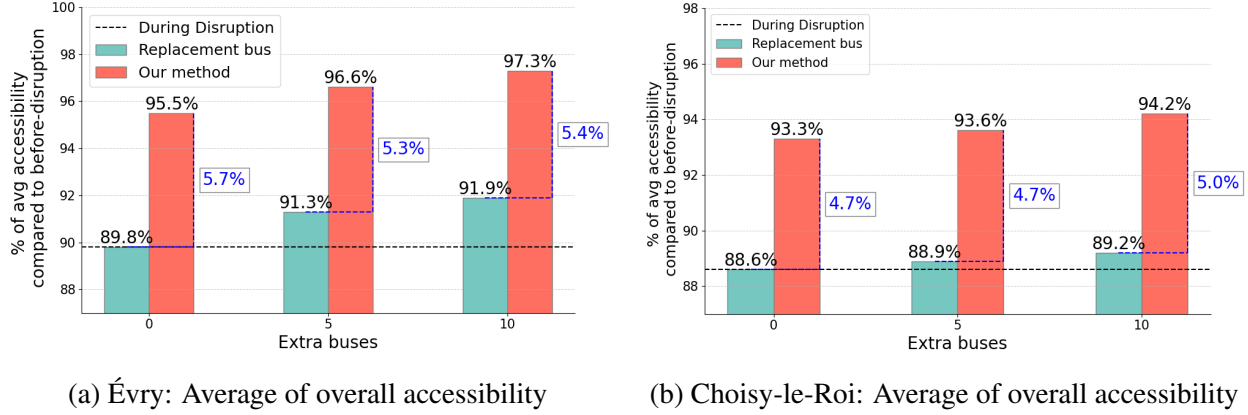 % of avg accessibility
compared to before-disruption
100
98
96
94
92
90
88
During Disruption
Replacement bus
Our method
89.8%
95.5%
5.7%
91.3%
96.6%
5.3%
91.9%
97.3%
5.4%
0
5
10
Extra buses
(a) Évry: Average of overall accessibility
% of avg accessibility
compared to before-disruption
98
96
94
92
90
88
During Disruption
Replacement bus
Our method
88.6%
93.3%
4.7%
88.9%
93.6%
4.7%
89.2%
94.2%
5.0%
0
5
10
Extra buses
(b) Choisy-le-Roi: Average of overall accessibility